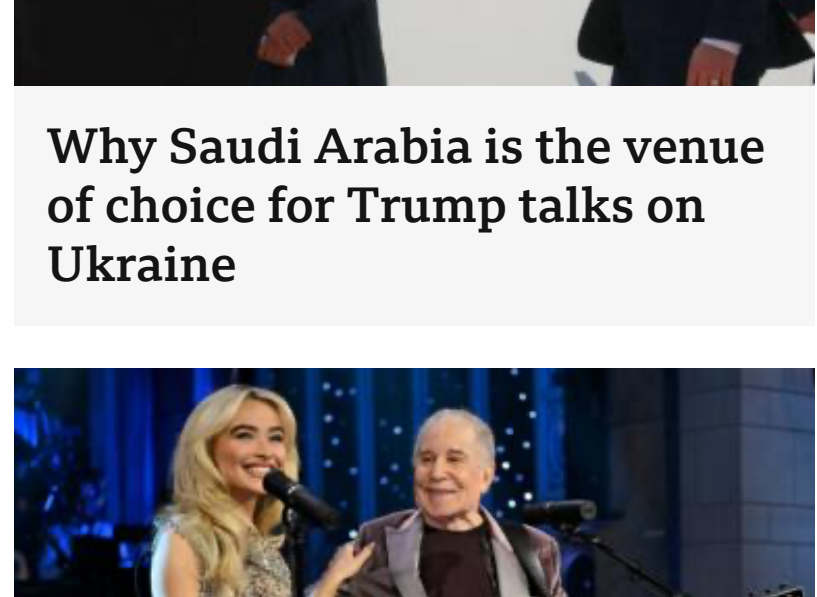 Why Saudi Arabia is the venue
of choice for Trump talks on
Ukraine